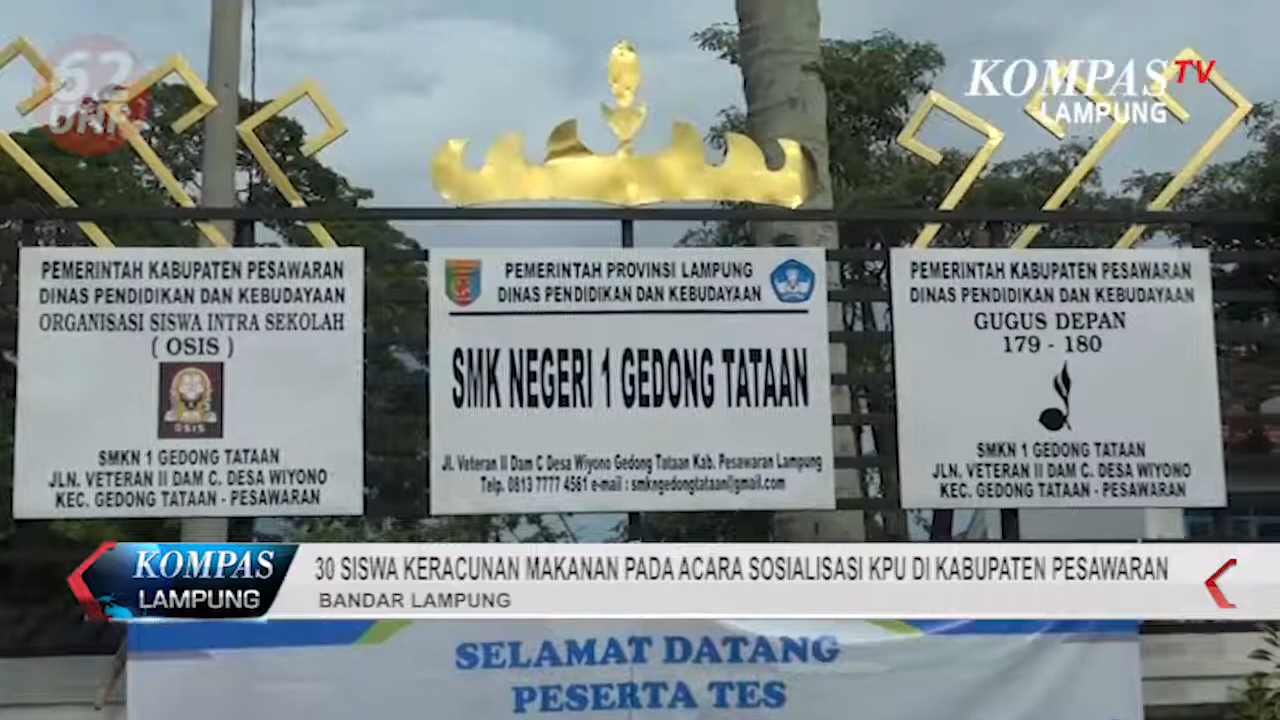 62 UHF
KOMPAS TV
LAMPUNG
PEMERINTAH KABUPATEN PESAWARAN
DINAS PENDIDIKAN DAN KEBUDAYAAN
ORGANISASI SISWA INTRA SEKOLAH
( OSIS )
OSIS
SMKN 1 GEDONG TATAAN
JLN. VETERAN II DAM C. DESA WIYONO
KEC. GEDONG TATAAN - PESAWARAN
PEMERINTAH PROVINSI LAMPUNG
DINAS PENDIDIKAN DAN KEBUDAYAAN
SMK NEGERI 1 GEDONG TATAAN
Jl. Veteran II Dam C Desa Wiyono Gedong Tataan Kab. Pesawaran Lampung
Telp. 0813 7777 4561 e-mail : smkngedongtataan@gmail.com
PEMERINTAH KABUPATEN PESAWARAN
DINAS PENDIDIKAN DAN KEBUDAYAAN
GUGUS DEPAN
179 - 180
SMKN 1 GEDONG TATAAN
JLN. VETERAN II DAM C. DESA WIYONO
KEC. GEDONG TATAAN - PESAWARAN
KOMPAS
LAMPUNG
30 SISWA KERACUNAN MAKANAN PADA ACARA SOSIALISASI KPU DI KABUPATEN PESAWARAN
BANDAR LAMPUNG
SELAMAT DATANG
PESERTA TES